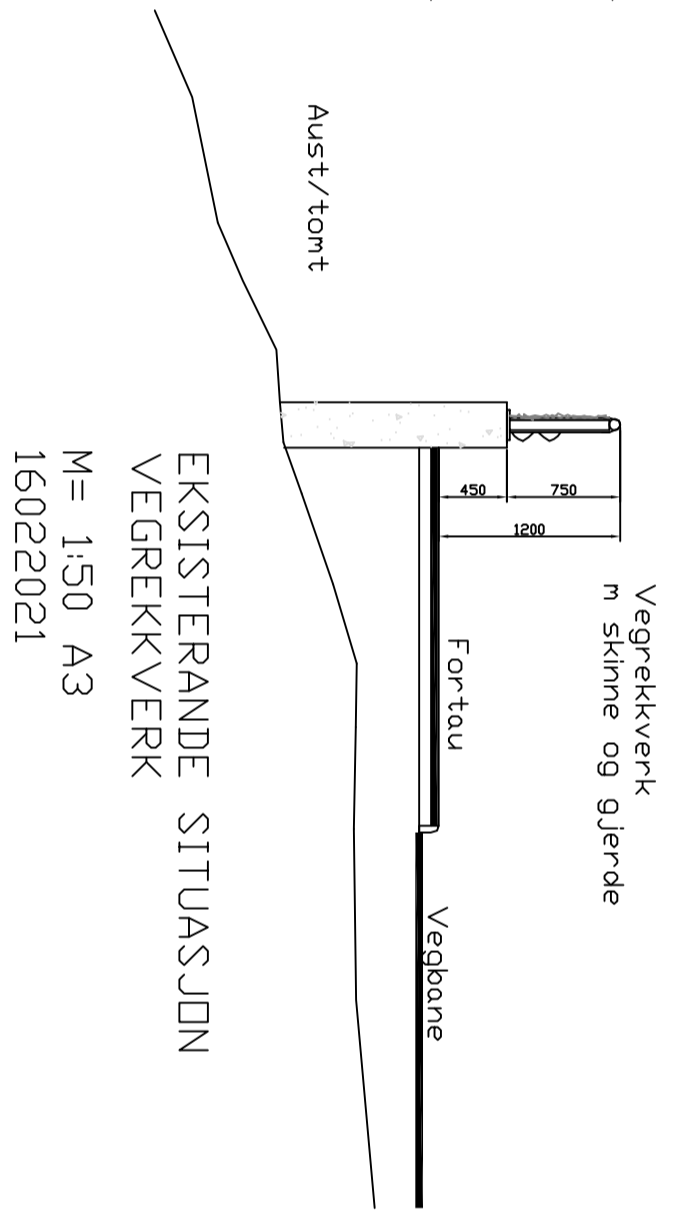 Vegrekkverk
m skinne og gjerde
Aust/tomt
750
450
1200
Fortau
Vegbane
EKSISTERANDE SITUASJON
VEGREKKVERK
M= 1:50 A3
16022021